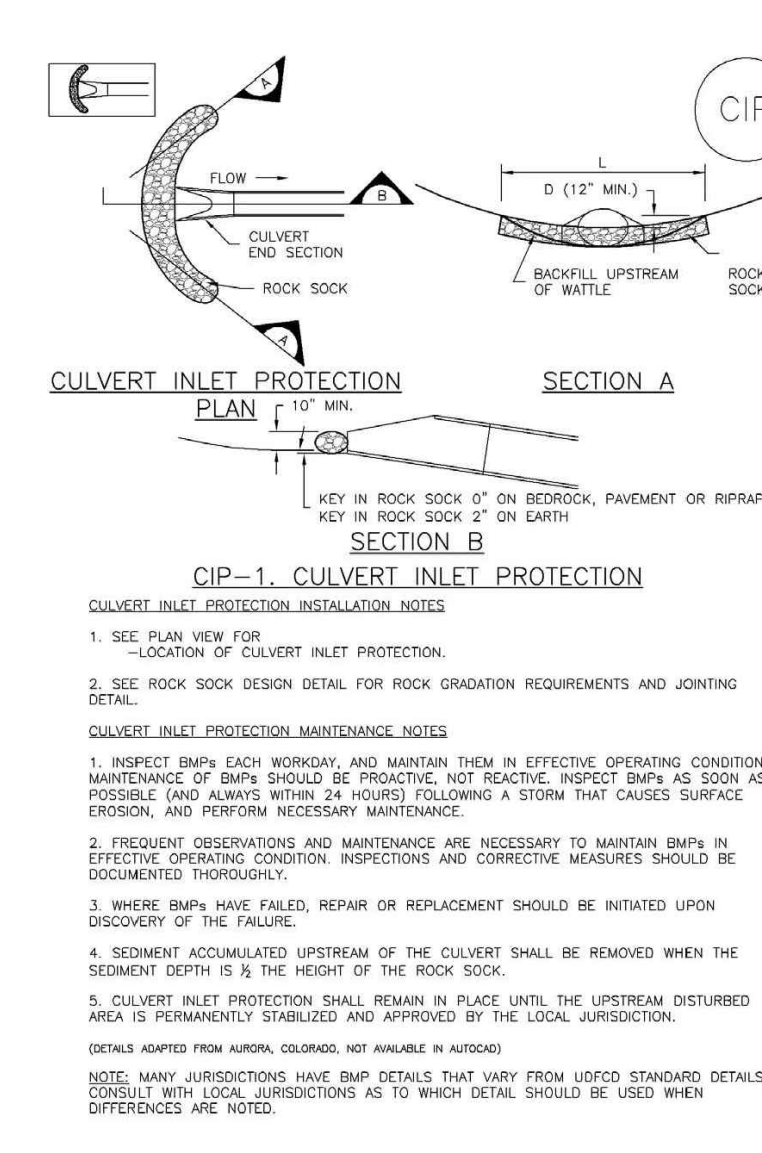 A
CIP
L
FLOW
D (12" MIN.)
B
CULVERT
END SECTION
BACKFILL UPSTREAM
OF WATTLE
ROCK
SOCK
ROCK SOCK
A
CULVERT INLET PROTECTION
PLAN
SECTION A
10" MIN.
KEY IN ROCK SOCK 0" ON BEDROCK, PAVEMENT OR RIPRAP
KEY IN ROCK SOCK 2" ON EARTH
SECTION B
CIP-1. CULVERT INLET PROTECTION
CULVERT INLET PROTECTION INSTALLATION NOTES
1. SEE PLAN VIEW FOR
-LOCATION OF CULVERT INLET PROTECTION.
2. SEE ROCK SOCK DESIGN DETAIL FOR ROCK GRADATION REQUIREMENTS AND JOINTING
DETAIL.
CULVERT INLET PROTECTION MAINTENANCE NOTES
1. INSPECT BMPs EACH WORKDAY, AND MAINTAIN THEM IN EFFECTIVE OPERATING CONDITION
MAINTENANCE OF BMPs SHOULD BE PROACTIVE, NOT REACTIVE. INSPECT BMPs AS SOON AS
POSSIBLE (AND ALWAYS WITHIN 24 HOURS) FOLLOWING A STORM THAT CAUSES SURFACE
EROSION, AND PERFORM NECESSARY MAINTENANCE.
2. FREQUENT OBSERVATIONS AND MAINTENANCE ARE NECESSARY TO MAINTAIN BMPs IN
EFFECTIVE OPERATING CONDITION. INSPECTIONS AND CORRECTIVE MEASURES SHOULD BE
DOCUMENTED THOROUGHLY.
3. WHERE BMPs HAVE FAILED, REPAIR OR REPLACEMENT SHOULD BE INITIATED UPON
DISCOVERY OF THE FAILURE.
4. SEDIMENT ACCUMULATED UPSTREAM OF THE CULVERT SHALL BE REMOVED WHEN THE
SEDIMENT DEPTH IS ½ THE HEIGHT OF THE ROCK SOCK.
5. CULVERT INLET PROTECTION SHALL REMAIN IN PLACE UNTIL THE UPSTREAM DISTURBED
AREA IS PERMANENTLY STABILIZED AND APPROVED BY THE LOCAL JURISDICTION.
(DETAILS ADAPTED FROM AURORA, COLORADO, NOT AVAILABLE IN AUTOCAD)
NOTE: MANY JURISDICTIONS HAVE BMP DETAILS THAT VARY FROM UDFCD STANDARD DETAILS
CONSULT WITH LOCAL JURISDICTIONS AS TO WHICH DETAIL SHOULD BE USED WHEN
DIFFERENCES ARE NOTED.